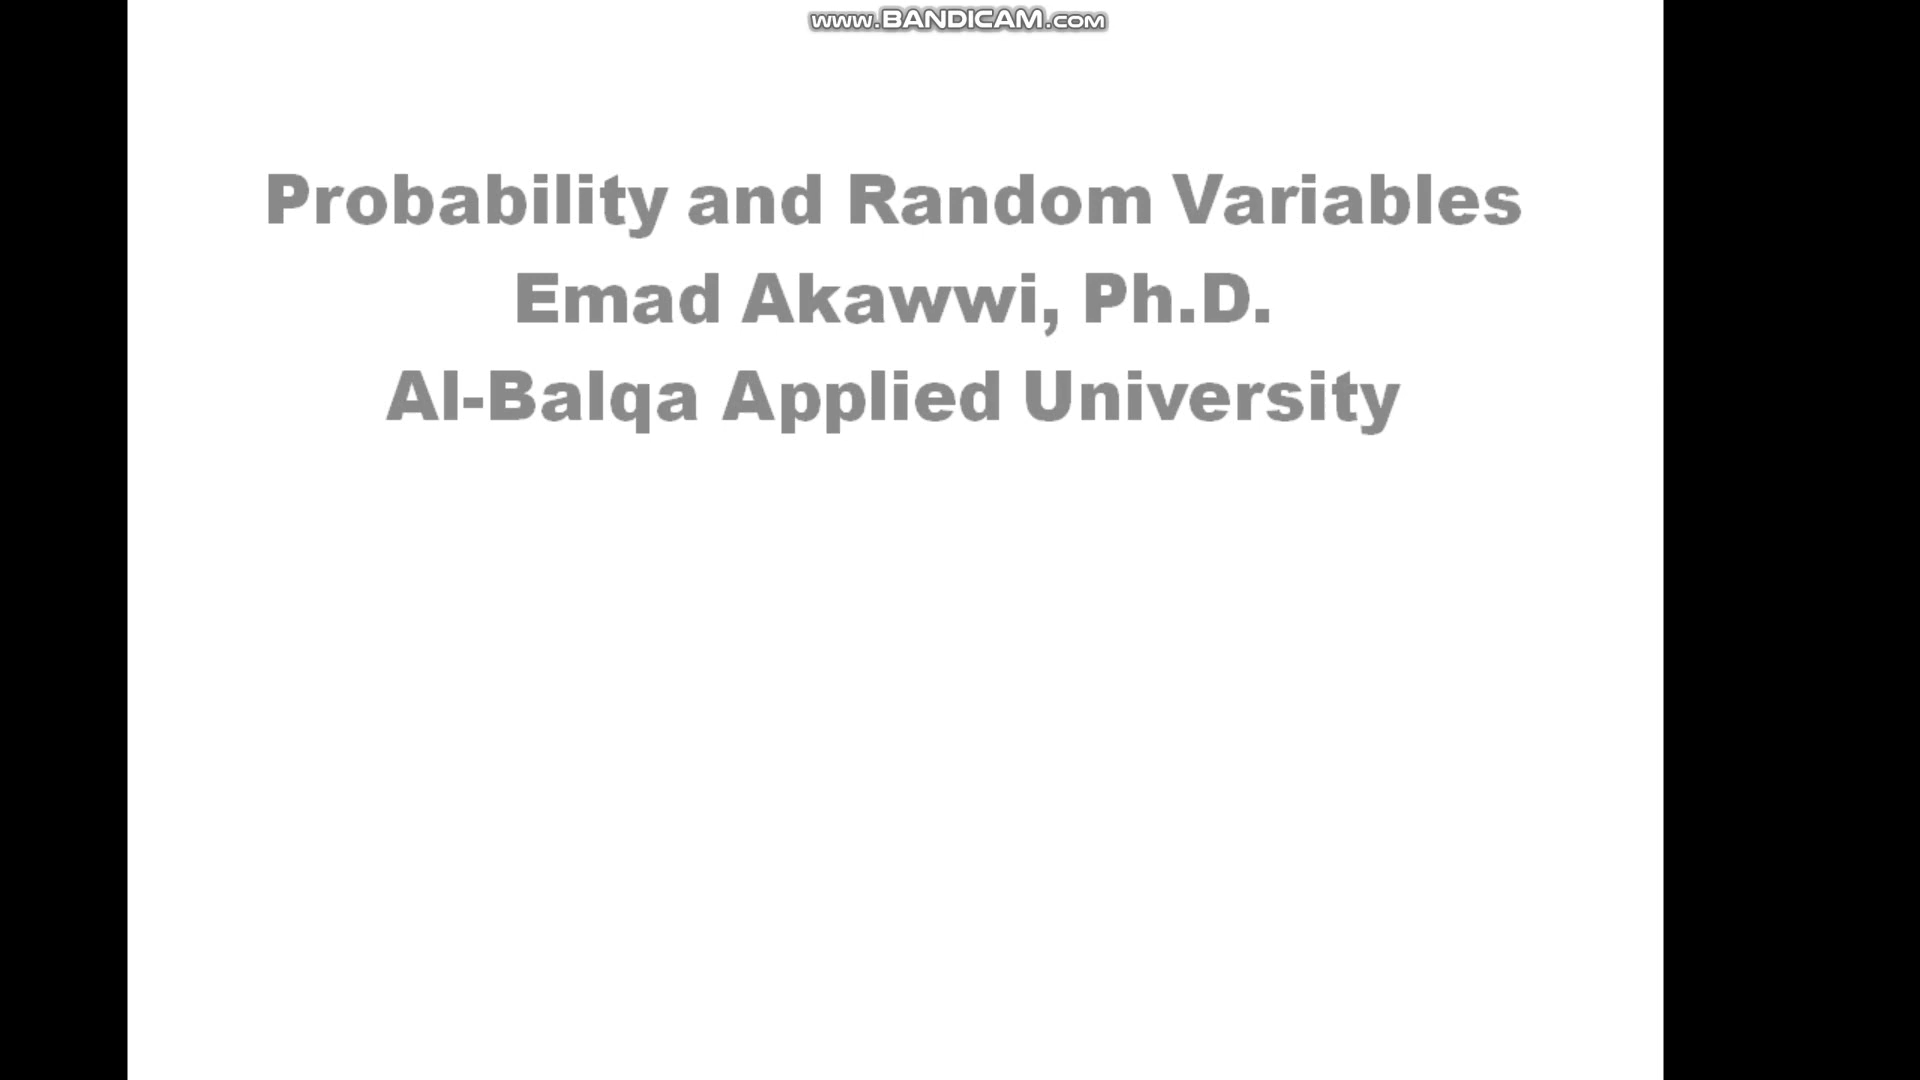 www.BANDICAM.com
Probability and Random Variables
Emad Akawwi, Ph.D.
Al-Balqa Applied University